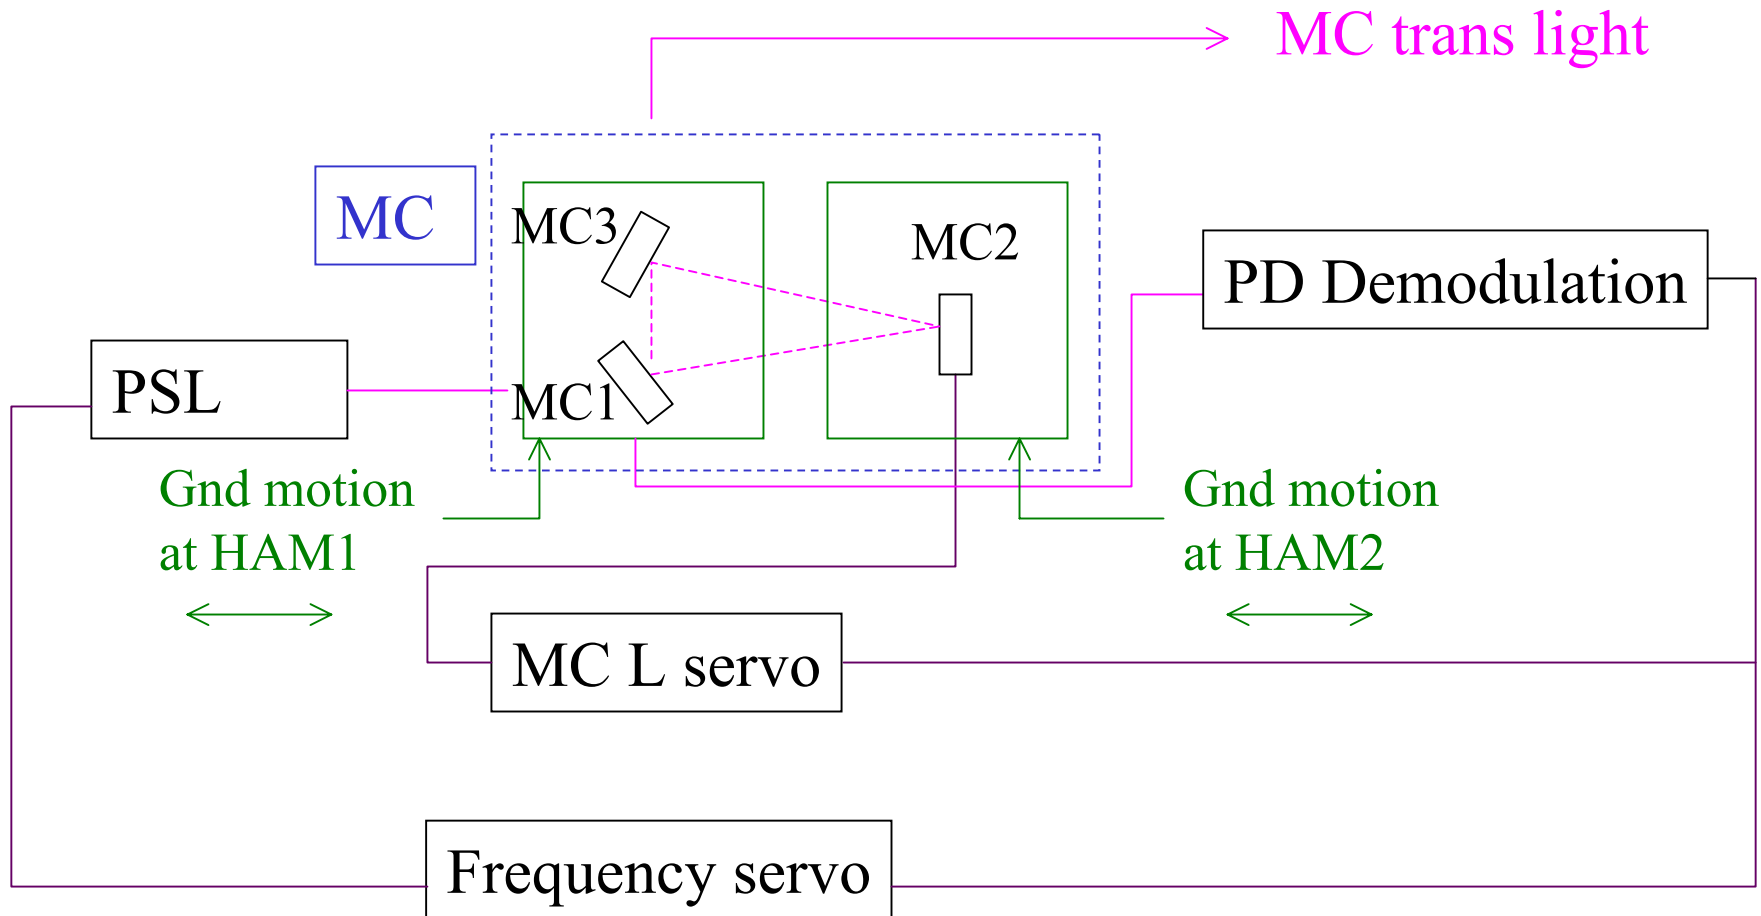 MC trans light
MC
MC3
MC2
PD Demodulation
PSL
MC1
Gnd motion
at HAM1
Gnd motion
at HAM2
MC L servo
Frequency servo